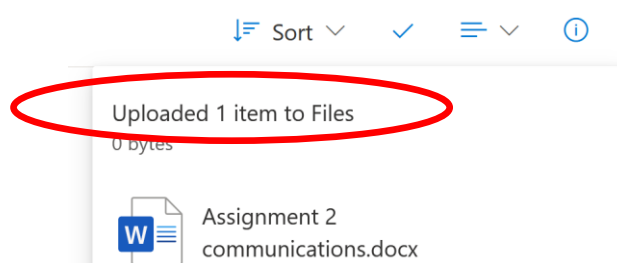 Sort
Uploaded 1 item to Files
0 bytes
W
Assignment 2
communications.docx